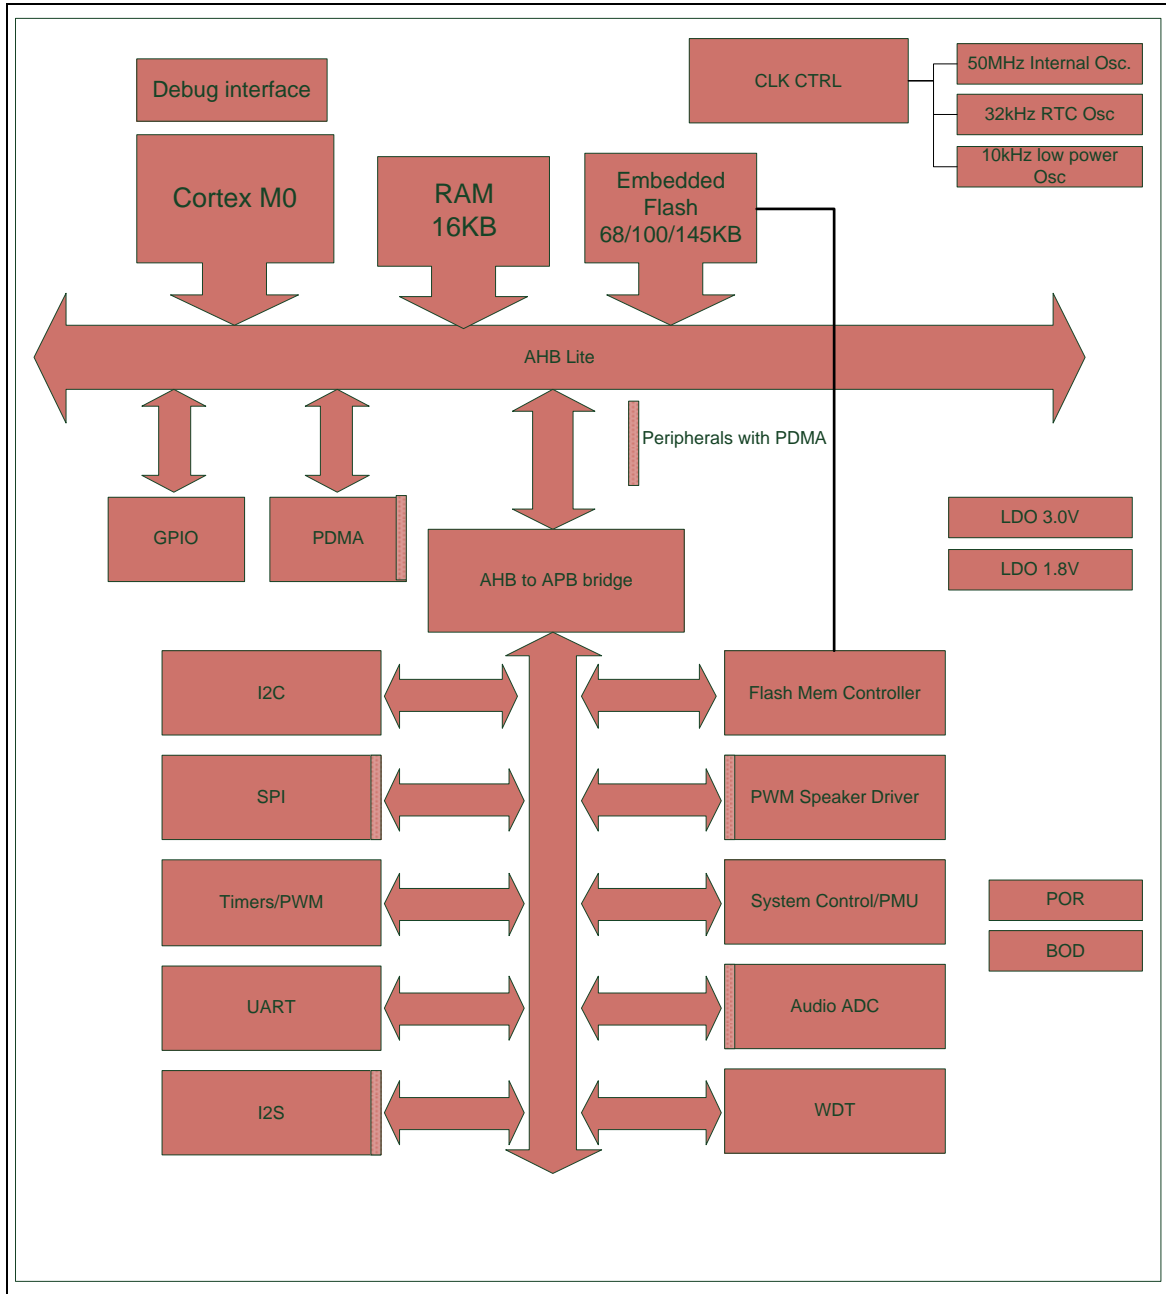 CLK CTRL
50MHz Internal Osc.
32kHz RTC Osc
10kHz low power
Osc
Debug interface
Cortex M0
RAM
16KB
Embedded
Flash
68/100/145KB
AHB Lite
Peripherals with PDMA
GPIO
PDMA
AHB to APB bridge
LDO 3.0V
LDO 1.8V
I2C
Flash Mem Controller
SPI
PWM Speaker Driver
Timers/PWM
System Control/PMU
POR
BOD
UART
Audio ADC
I2S
WDT